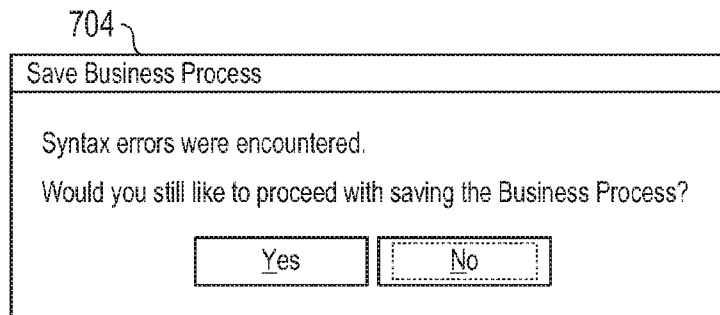 704
Save Business Process
Syntax errors were encountered.
Would you still like to proceed with saving the Business Process?
Yes No